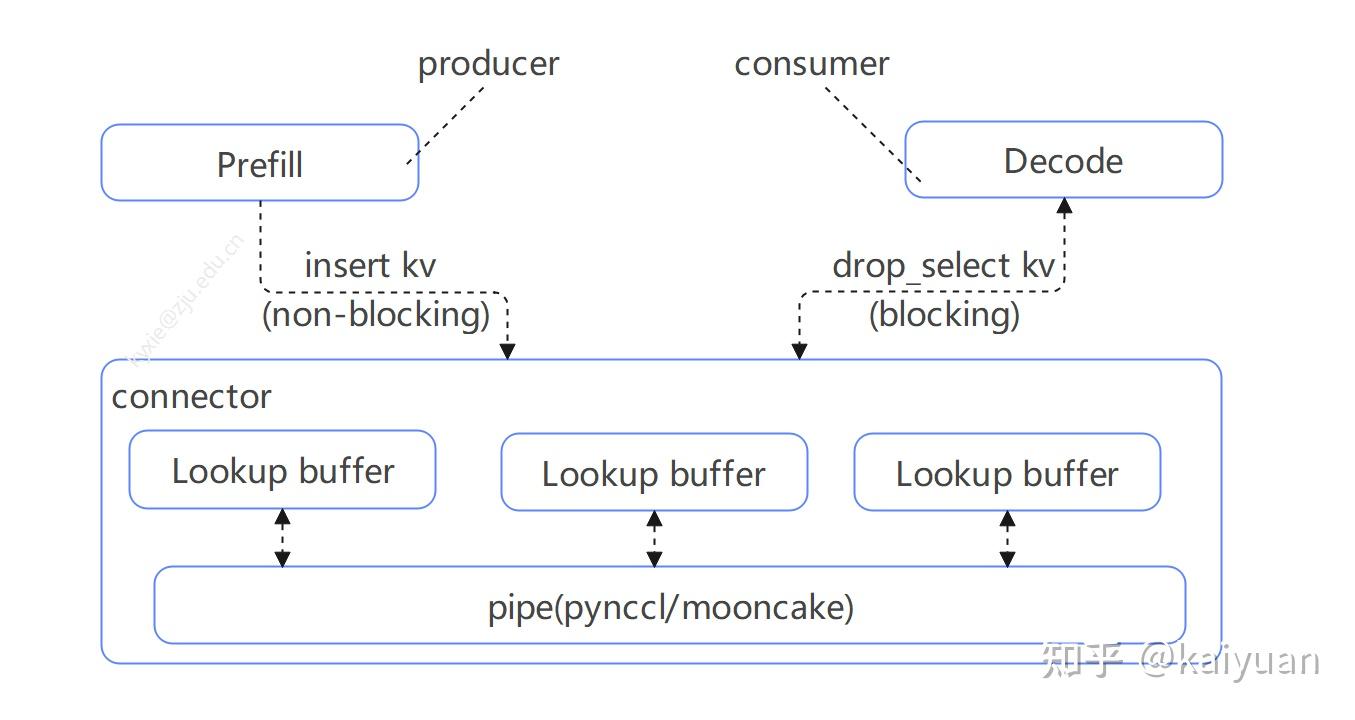 producer
consumer
Prefill
Decode
insert kv
(non-blocking)
drop_select kv
(blocking)
connector
Lookup buffer
Lookup buffer
Lookup buffer
pipe(pynccl/mooncake)
kyxie@zju.edu.cn
知乎 @kaiyuan